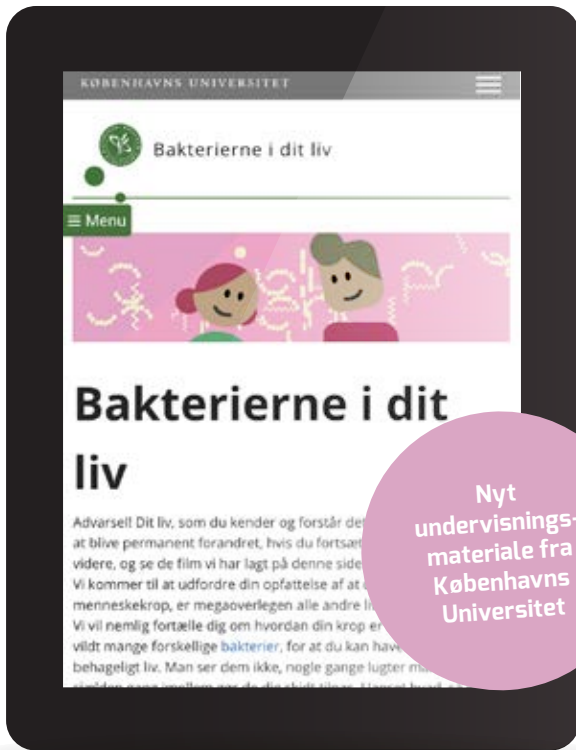 KØBENHAVNS UNIVERSITET
Bakterierne i dit liv
≡ Menu
Bakterierne i dit
liv
Advarsel! Dit liv, som du kender og forstår det
at blive permanent forandret, hvis du fortsæt
videre, og se de film vi har lagt på denne side
Vi kommer til at udfordre din opfattelse af at
menneskekrop, er megaoverlegen alle andre
Vi vil nemlig fortælle dig om hvordan din krop er
vildt mange forskellige bakterier, for at du kan have
behageligt liv. Man ser dem ikke, nogle gange lugter
Nyt
undervisnings-
materiale fra
Københavns
Universitet